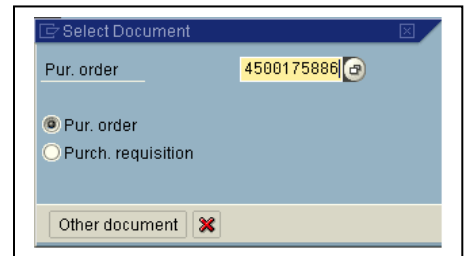 Select Document
Pur. order 4500175886
Pur. order
Purch. requisition
Other document